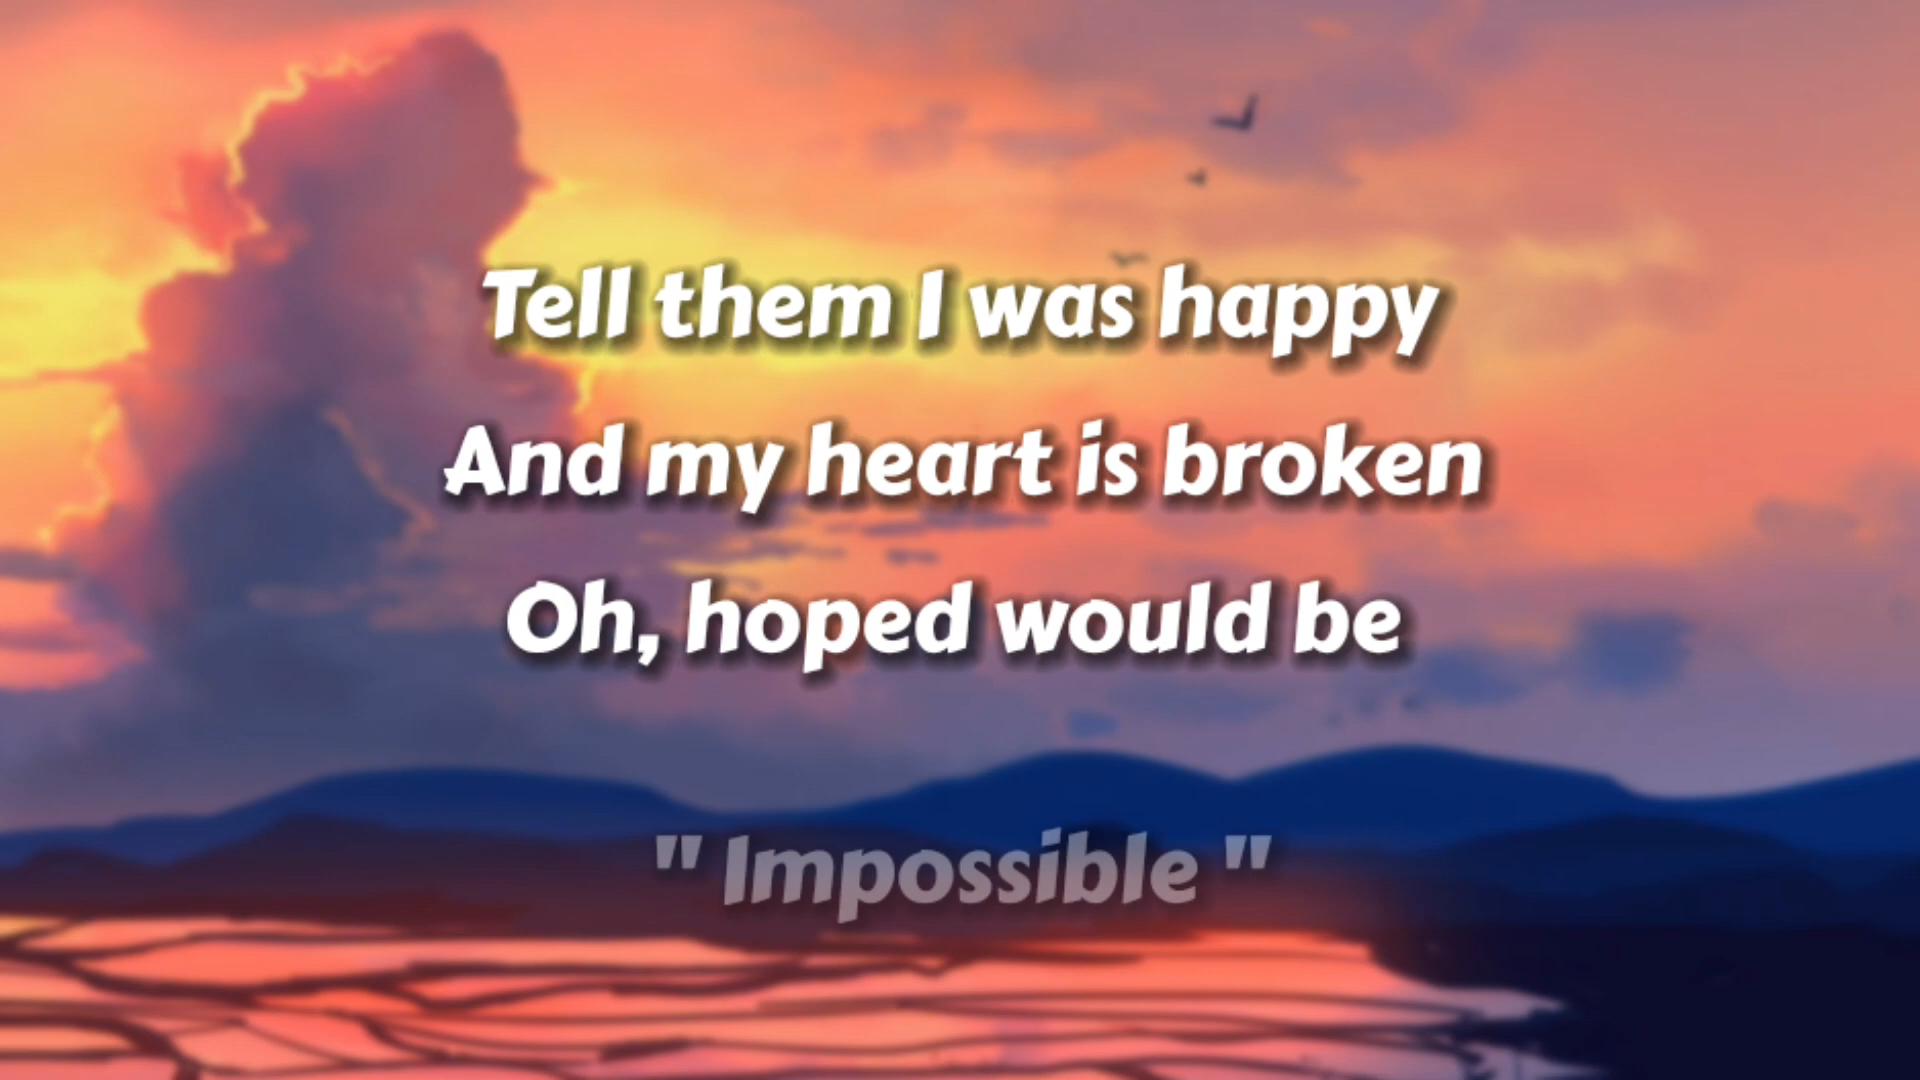 Tell them I was happy
And my heart is broken
Oh, hoped would be
" Impossible "